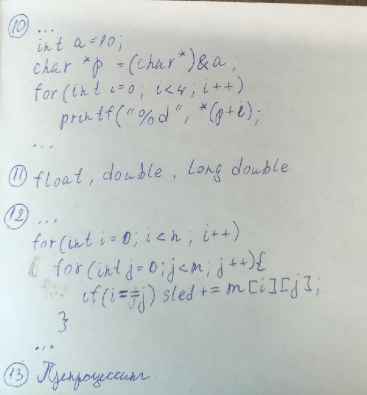 10 ...
int a=10;
char *p = (char*)&a;
for(int i=0; i<4; i++)
printf("%d", *(p+i);
...
11 float, double, long double
12 ...
for(int i=0; i<n; i++)
for(int j=0; j<m; j++){
if(i==j) sled += m[i][j];
}
...
13 Препроцессинг.